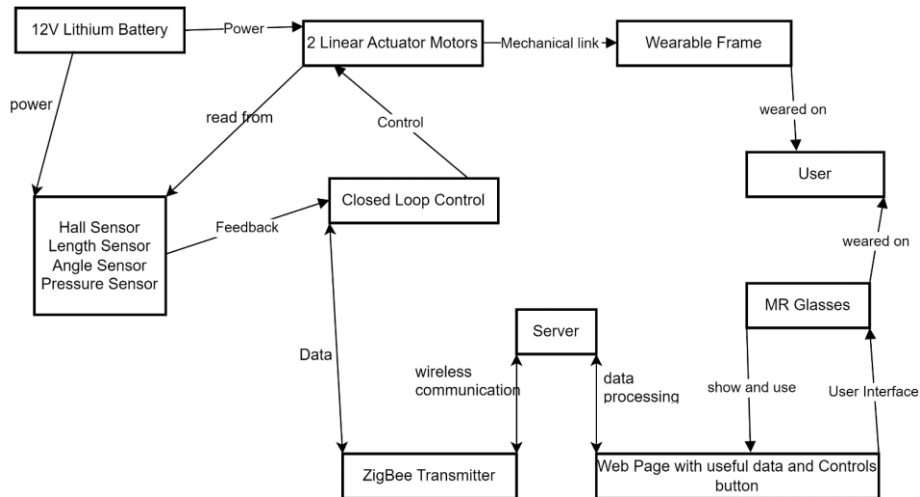 12V Lithium Battery
Power
2 Linear Actuator Motors
Mechanical link
Wearable Frame
power
read from
Control
weared on
User
Closed Loop Control
Hall Sensor
Length Sensor
Angle Sensor
Pressure Sensor
Feedback
weared on
MR Glasses
Server
Data
wireless
communication
data
processing
show and use
User Interface
ZigBee Transmitter
Web Page with useful data and Controls
button